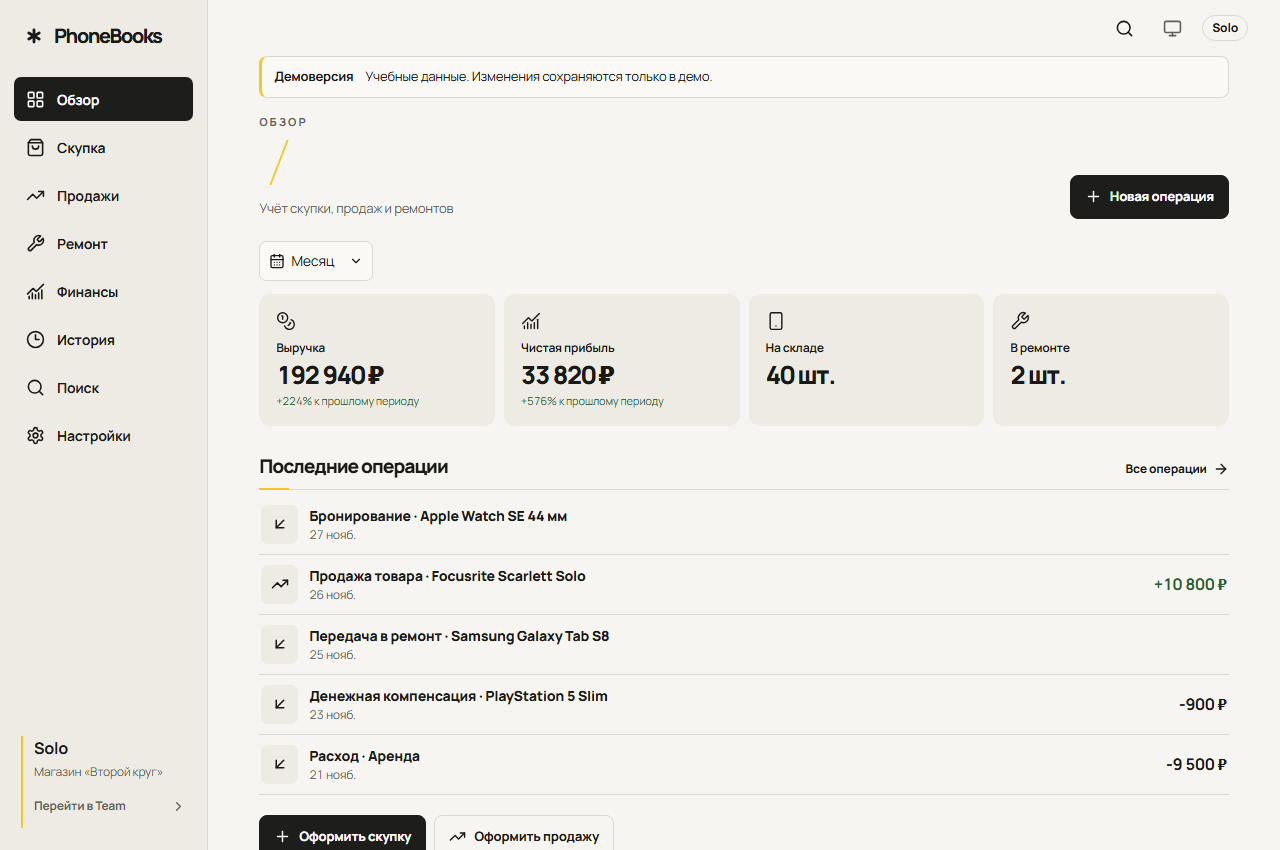 PhoneBooks
Solo
Обзор
Скупка
Продажи
Ремонт
Финансы
История
Поиск
Настройки
Solo
Магазин «Второй круг»
Перейти в Team
Демоверсия Учебные данные. Изменения сохраняются только в демо.
ОБЗОР
Учёт скупки, продаж и ремонтов
Новая операция
Месяц
Выручка
192 940 ₽
+224% к прошлому периоду
Чистая прибыль
33 820 ₽
+576% к прошлому периоду
На складе
40 шт.
В ремонте
2 шт.
Последние операции
Все операции
Бронирование · Apple Watch SE 44 мм
27 нояб.
Продажа товара · Focusrite Scarlett Solo
26 нояб.
+10 800 ₽
Передача в ремонт · Samsung Galaxy Tab S8
25 нояб.
Денежная компенсация · PlayStation 5 Slim
23 нояб.
-900 ₽
Расход · Аренда
21 нояб.
-9 500 ₽
Оформить скупку
Оформить продажу